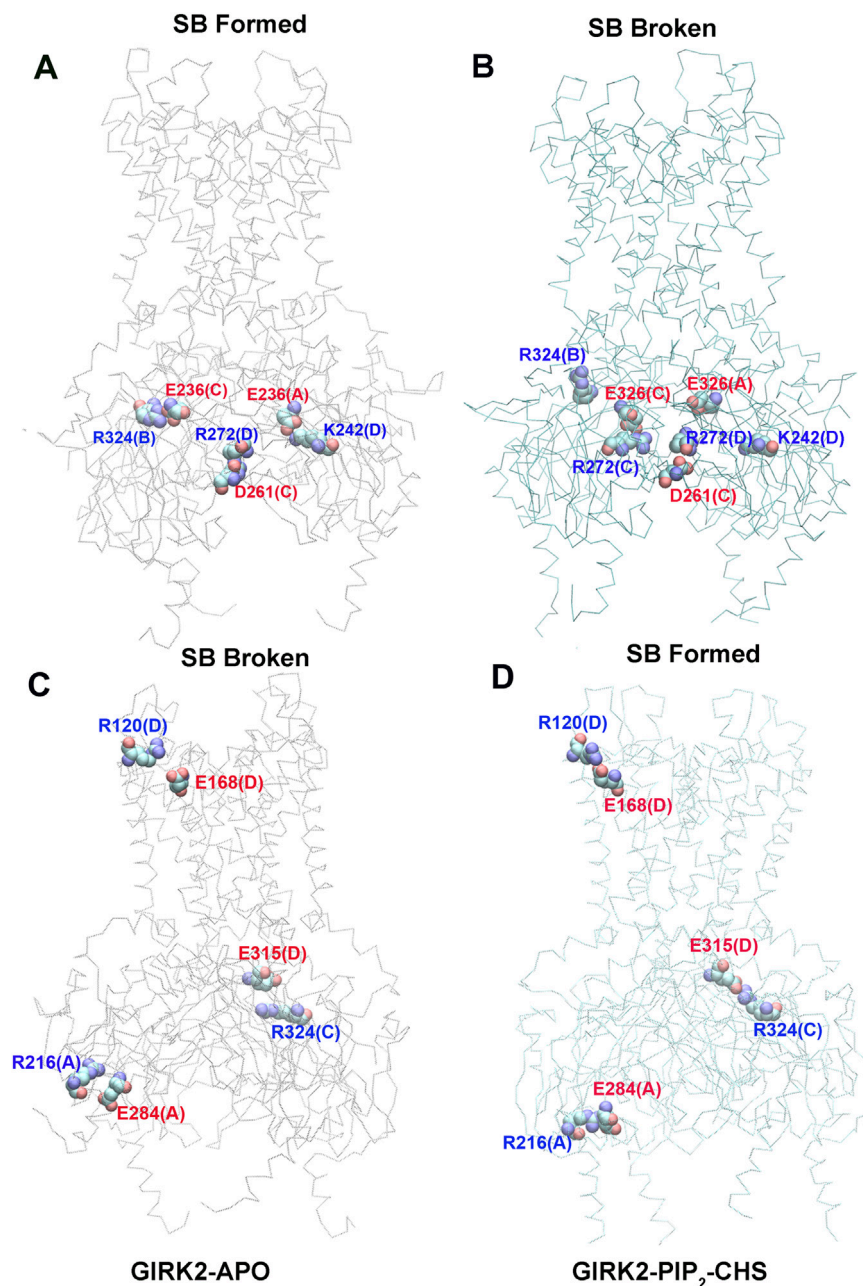 SB Formed
SB Broken
A
B
R324(B)
E236(C)
E236(A)
E326(C)
E326(A)
R324(B)
R272(D)
K242(D)
R272(D)
K242(D)
R272(C)
D261(C)
D261(C)
SB Broken
SB Formed
C
D
R120(D)
R120(D)
E168(D)
E168(D)
E315(D)
E315(D)
R324(C)
R324(C)
R216(A)
E284(A)
E284(A)
R216(A)
GIRK2-APO
GIRK2-PIP₂-CHS